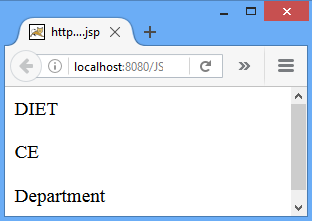 http....jsp
localhost:8080/JS
DIET
CE
Department